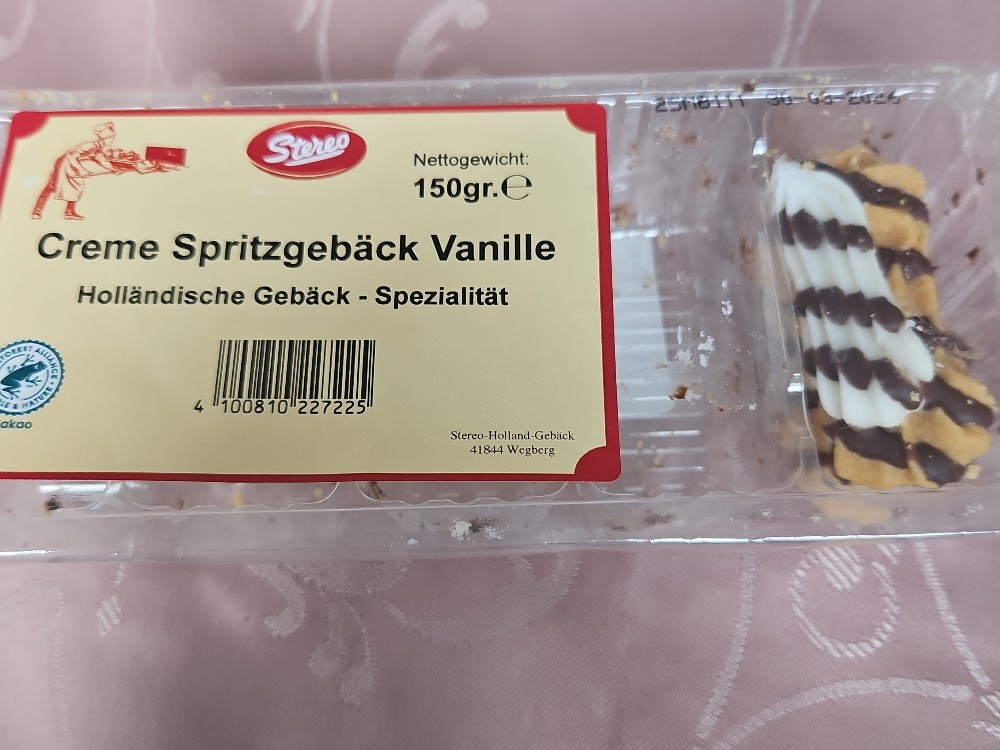 Stereo
Nettogewicht:
150gr.℮
Creme Spritzgebäck Vanille
Holländische Gebäck - Spezialität
4 100810 227225
Stereo-Holland-Gebäck
41844 Wegberg